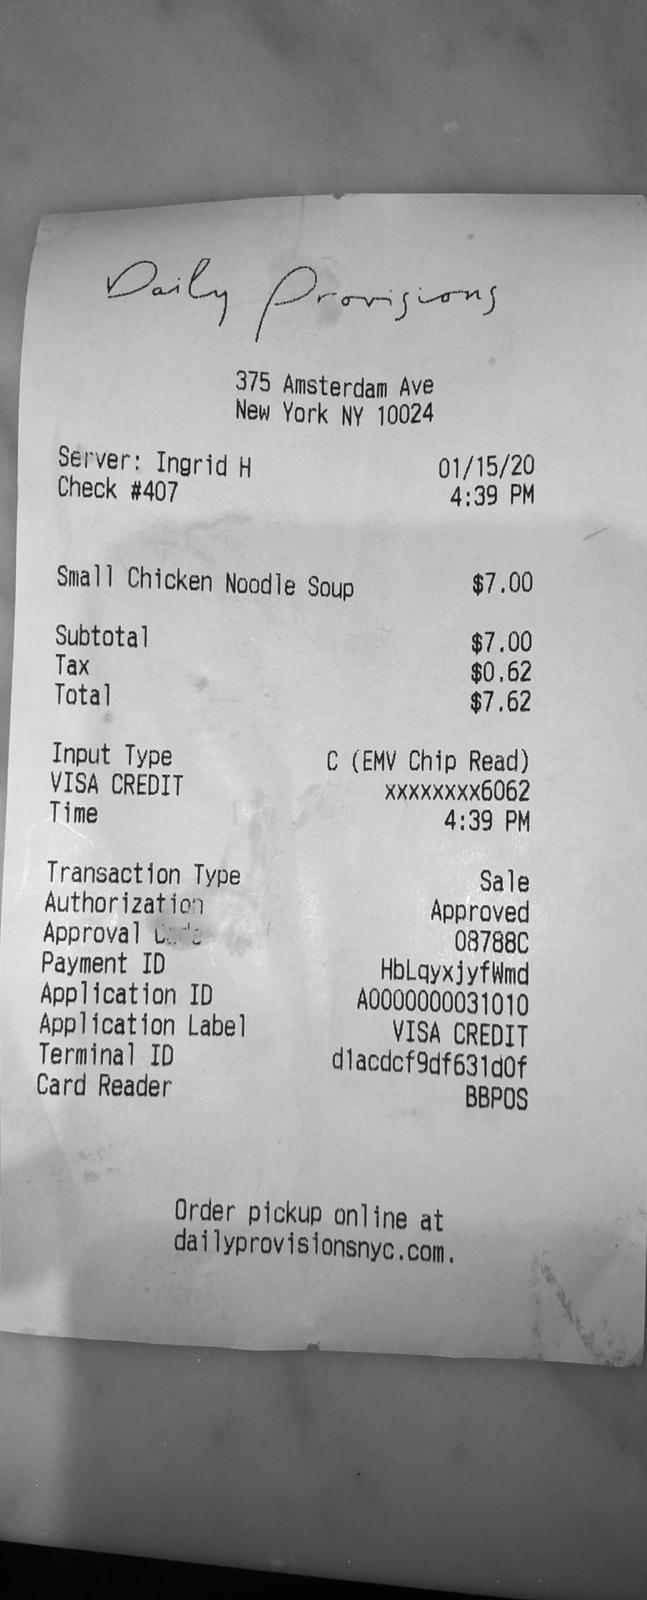 Daily Provisions
375 Amsterdam Ave
New York NY 10024
Server: Ingrid H 01/15/20
Check #407 4:39 PM
Small Chicken Noodle Soup $7.00
Subtotal $7.00
Tax $0.62
Total $7.62
Input Type C (EMV Chip Read)
VISA CREDIT xxxxxxxx6062
Time 4:39 PM
Transaction Type Sale
Authorization Approved
Approval 08788C
Payment ID HbLqyxjyfWmd
Application ID A0000000031010
Application Label VISA CREDIT
Terminal ID d1acdcf9df631d0f
Card Reader BBPOS
Order pickup online at
dailyprovisionsnyc.com.